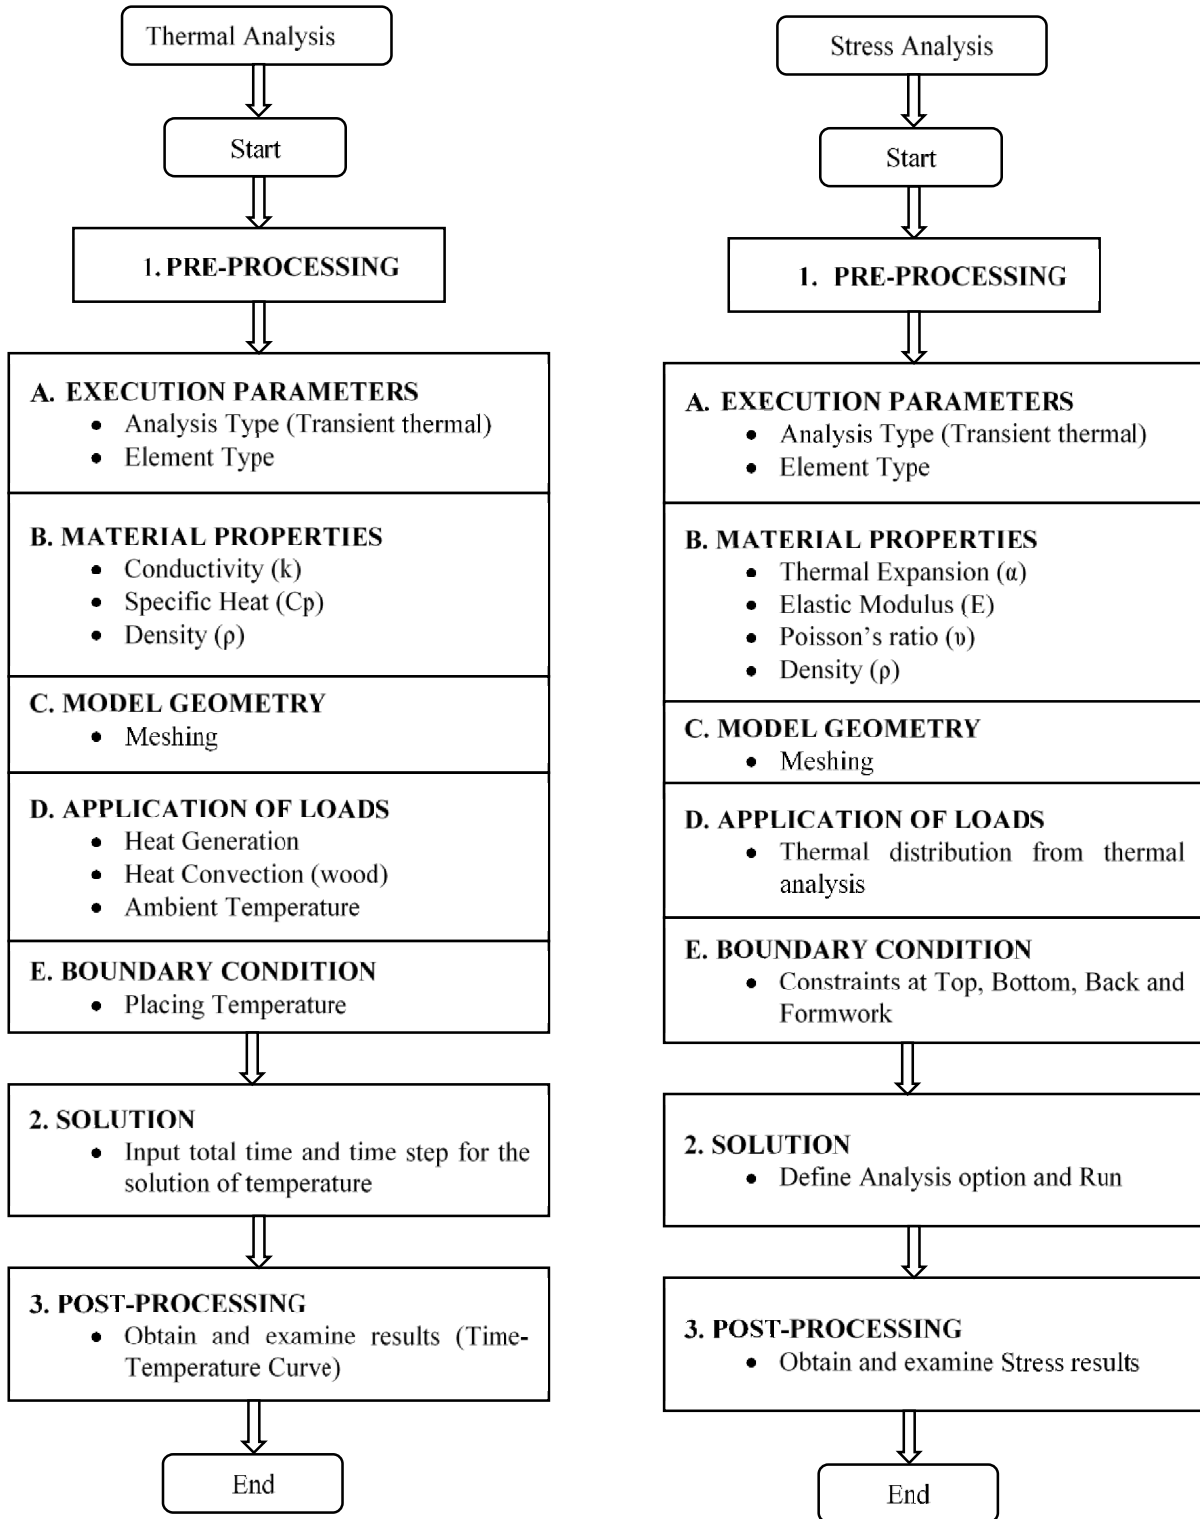 Thermal Analysis
Start
1. PRE-PROCESSING
A. EXECUTION PARAMETERS
• Analysis Type (Transient thermal)
• Element Type
B. MATERIAL PROPERTIES
• Conductivity (k)
• Specific Heat (Cp)
• Density (ρ)
C. MODEL GEOMETRY
• Meshing
D. APPLICATION OF LOADS
• Heat Generation
• Heat Convection (wood)
• Ambient Temperature
E. BOUNDARY CONDITION
• Placing Temperature
2. SOLUTION
• Input total time and time step for the
solution of temperature
3. POST-PROCESSING
• Obtain and examine results (Time-
Temperature Curve)
End
Stress Analysis
Start
1. PRE-PROCESSING
A. EXECUTION PARAMETERS
• Analysis Type (Transient thermal)
• Element Type
B. MATERIAL PROPERTIES
• Thermal Expansion (α)
• Elastic Modulus (E)
• Poisson’s ratio (υ)
• Density (ρ)
C. MODEL GEOMETRY
• Meshing
D. APPLICATION OF LOADS
• Thermal distribution from thermal
analysis
E. BOUNDARY CONDITION
• Constraints at Top, Bottom, Back and
Formwork
2. SOLUTION
• Define Analysis option and Run
3. POST-PROCESSING
• Obtain and examine Stress results
End